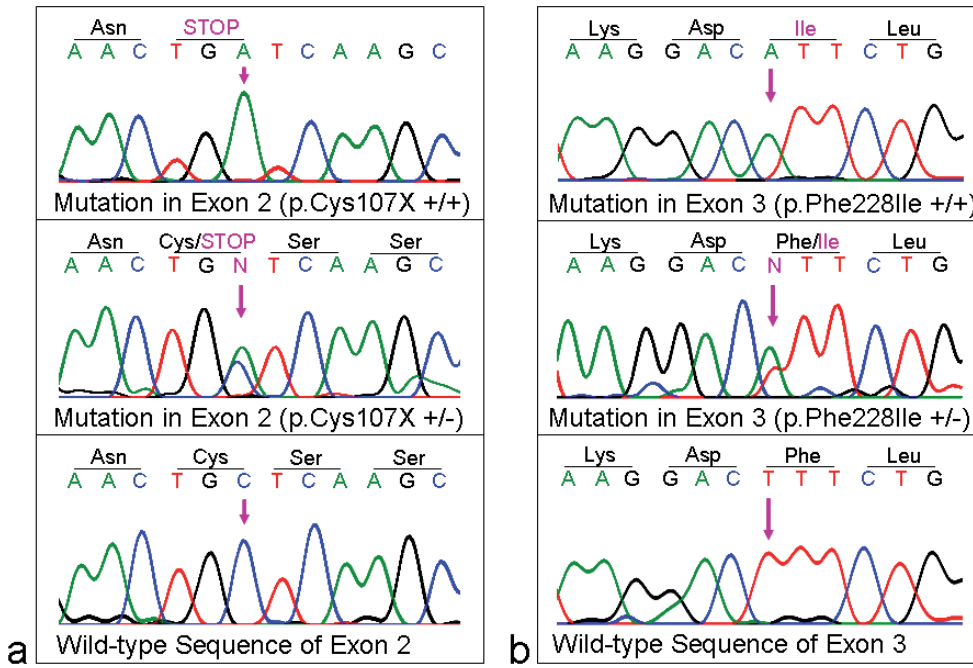 Asn STOP
A A C T G A T C A A G C
Mutation in Exon 2 (p.Cys107X +/+)
Asn Cys/STOP Ser Ser
A A C T G N T C A A G C
Mutation in Exon 2 (p.Cys107X +/-)
Asn Cys Ser Ser
A A C T G C T C A A G C
Wild-type Sequence of Exon 2
a
Lys Asp Ile Leu
A A G G A C A T T C T G
Mutation in Exon 3 (p.Phe228Ile +/+)
Lys Asp Phe/Ile Leu
A A G G A C N T T C T G
Mutation in Exon 3 (p.Phe228Ile +/-)
Lys Asp Phe Leu
A A G G A C T T T C T G
Wild-type Sequence of Exon 3
b